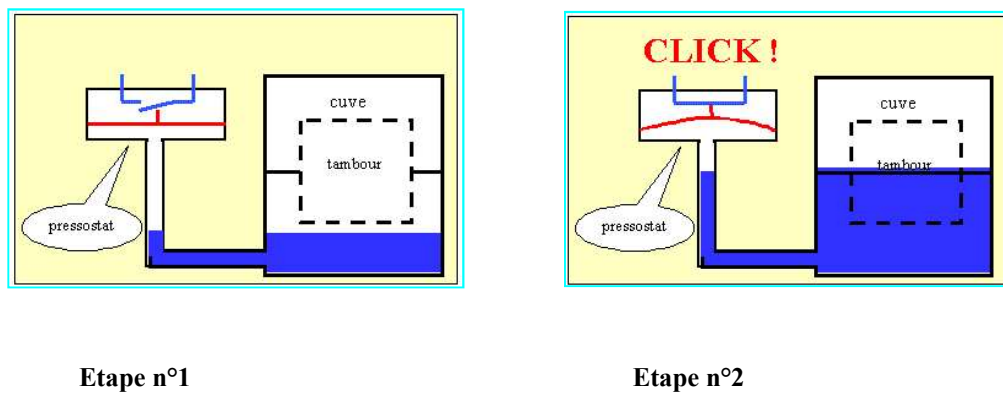 CLICK !
cuve
tambour
pressostat
cuve
tambour
pressostat
Etape n°1
Etape n°2